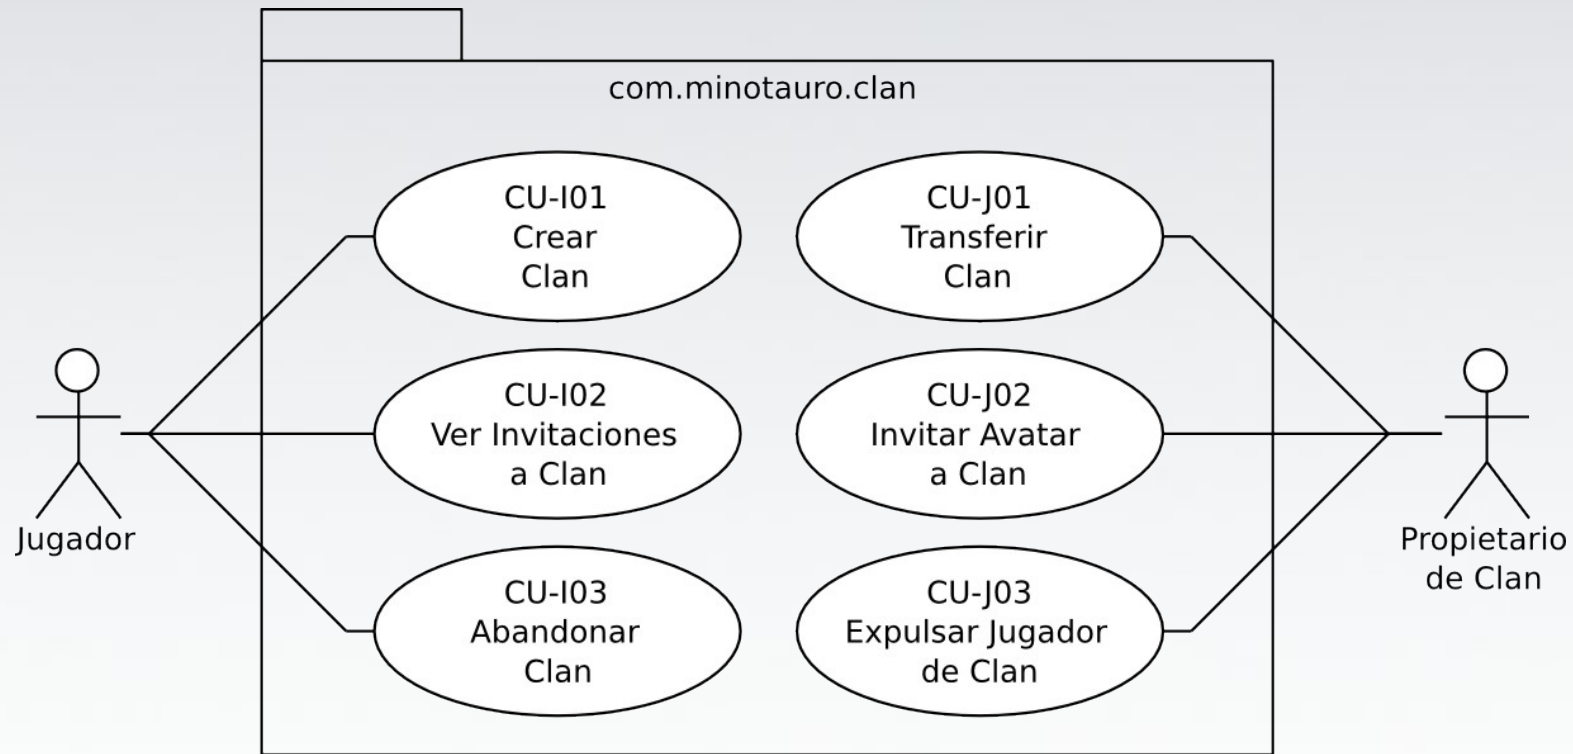 com.minotauro.clan
CU-I01
Crear
Clan
CU-J01
Transferir
Clan
CU-I02
Ver Invitaciones
a Clan
CU-J02
Invitar Avatar
a Clan
Jugador
Propietario
de Clan
CU-I03
Abandonar
Clan
CU-J03
Expulsar Jugador
de Clan